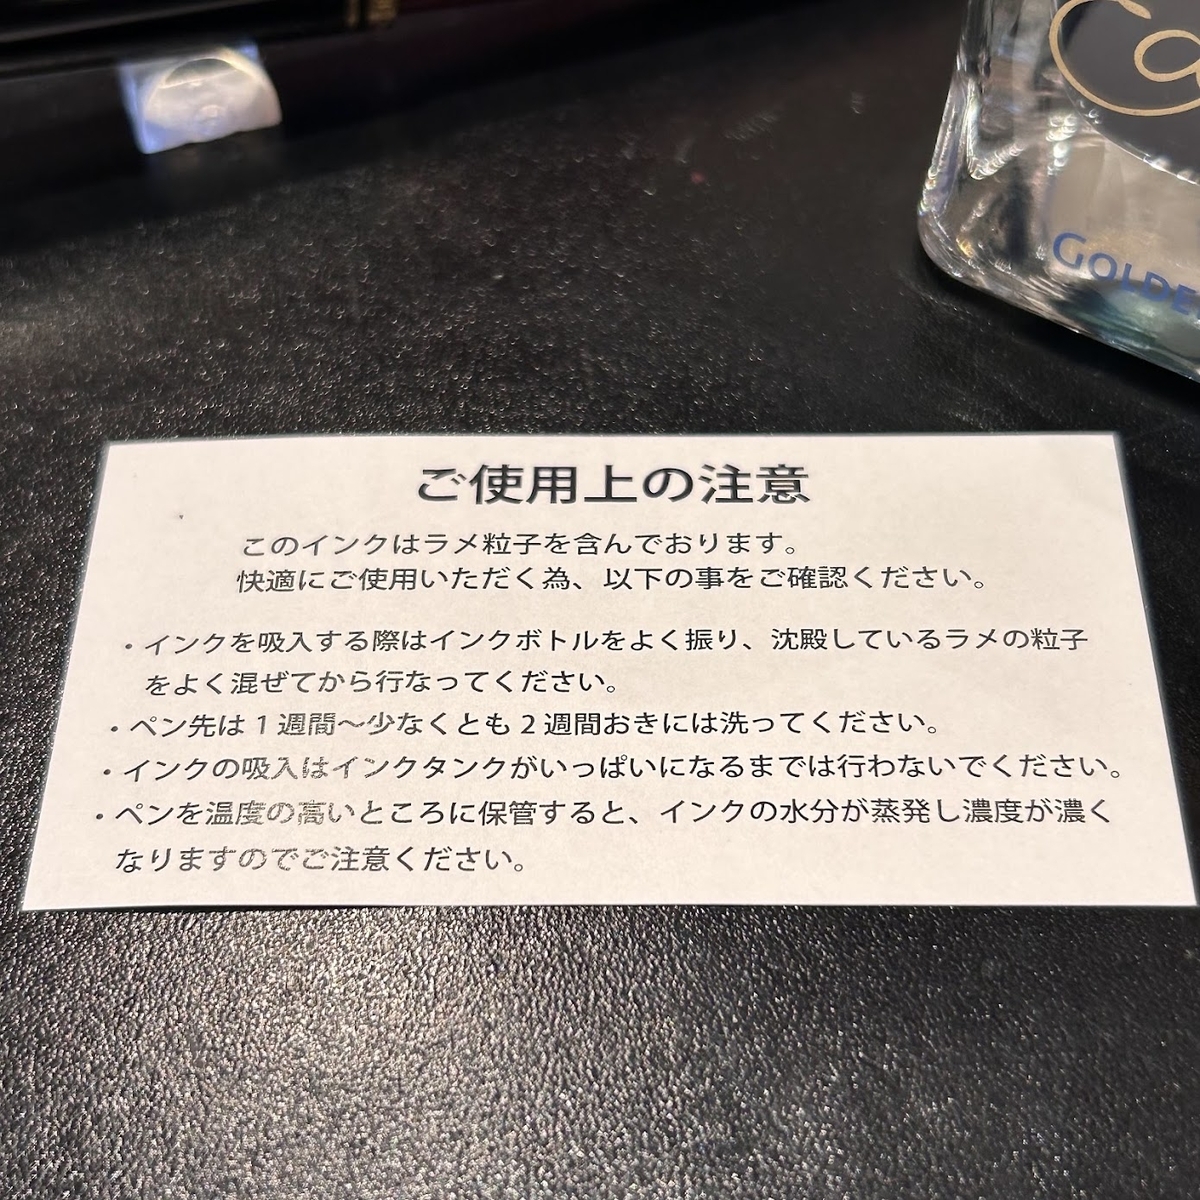 Ca
GOLDE
ご使用上の注意
このインクはラメ粒子を含んでおります。
快適にご使用いただく為、以下の事をご確認ください。
・インクを吸入する際はインクボトルをよく振り、沈殿しているラメの粒子
をよく混ぜてから行なってください。
・ペン先は 1 週間～少なくとも 2 週間おきには洗ってください。
・インクの吸入はインクタンクがいっぱいになるまでは行わないでください。
・ペンを温度の高いところに保管すると、インクの水分が蒸発し濃度が濃く
なりますのでご注意ください。